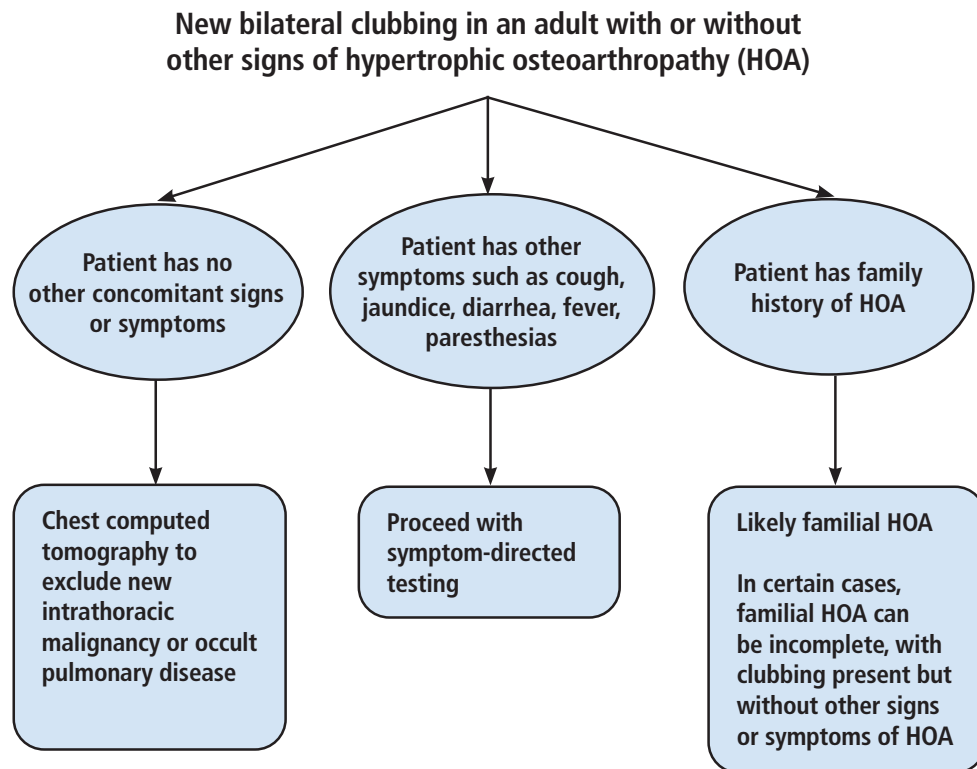 New bilateral clubbing in an adult with or without
other signs of hypertrophic osteoarthropathy (HOA)
Patient has no
other concomitant signs
or symptoms
Patient has other
symptoms such as cough,
jaundice, diarrhea, fever,
paresthesias
Patient has family
history of HOA
Chest computed
tomography to
exclude new
intrathoracic
malignancy or occult
pulmonary disease
Proceed with
symptom-directed
testing
Likely familial HOA
In certain cases,
familial HOA can
be incomplete, with
clubbing present but
without other signs
or symptoms of HOA